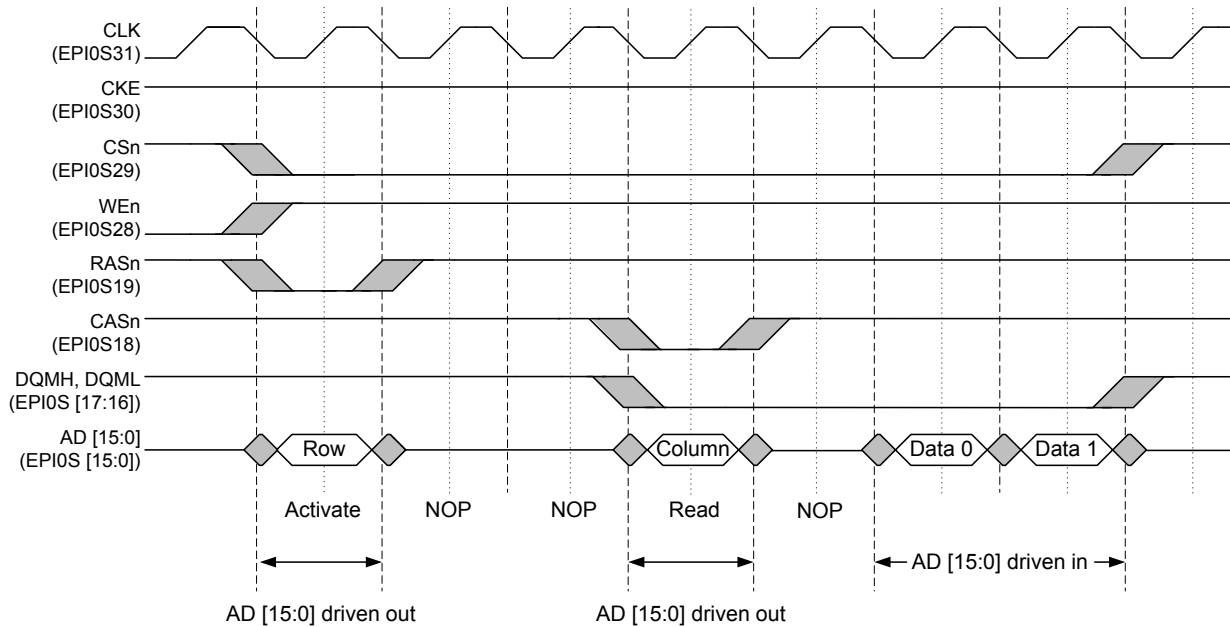 CLK
(EPI0S31)
CKE
(EPI0S30)
CSn
(EPI0S29)
WEn
(EPI0S28)
RASn
(EPI0S19)
CASn
(EPI0S18)
DQMH, DQML
(EPI0S [17:16])
AD [15:0]
(EPI0S [15:0])
Row
Column
Data 0
Data 1
Activate
NOP
NOP
Read
NOP
AD [15:0] driven in
AD [15:0] driven out
AD [15:0] driven out